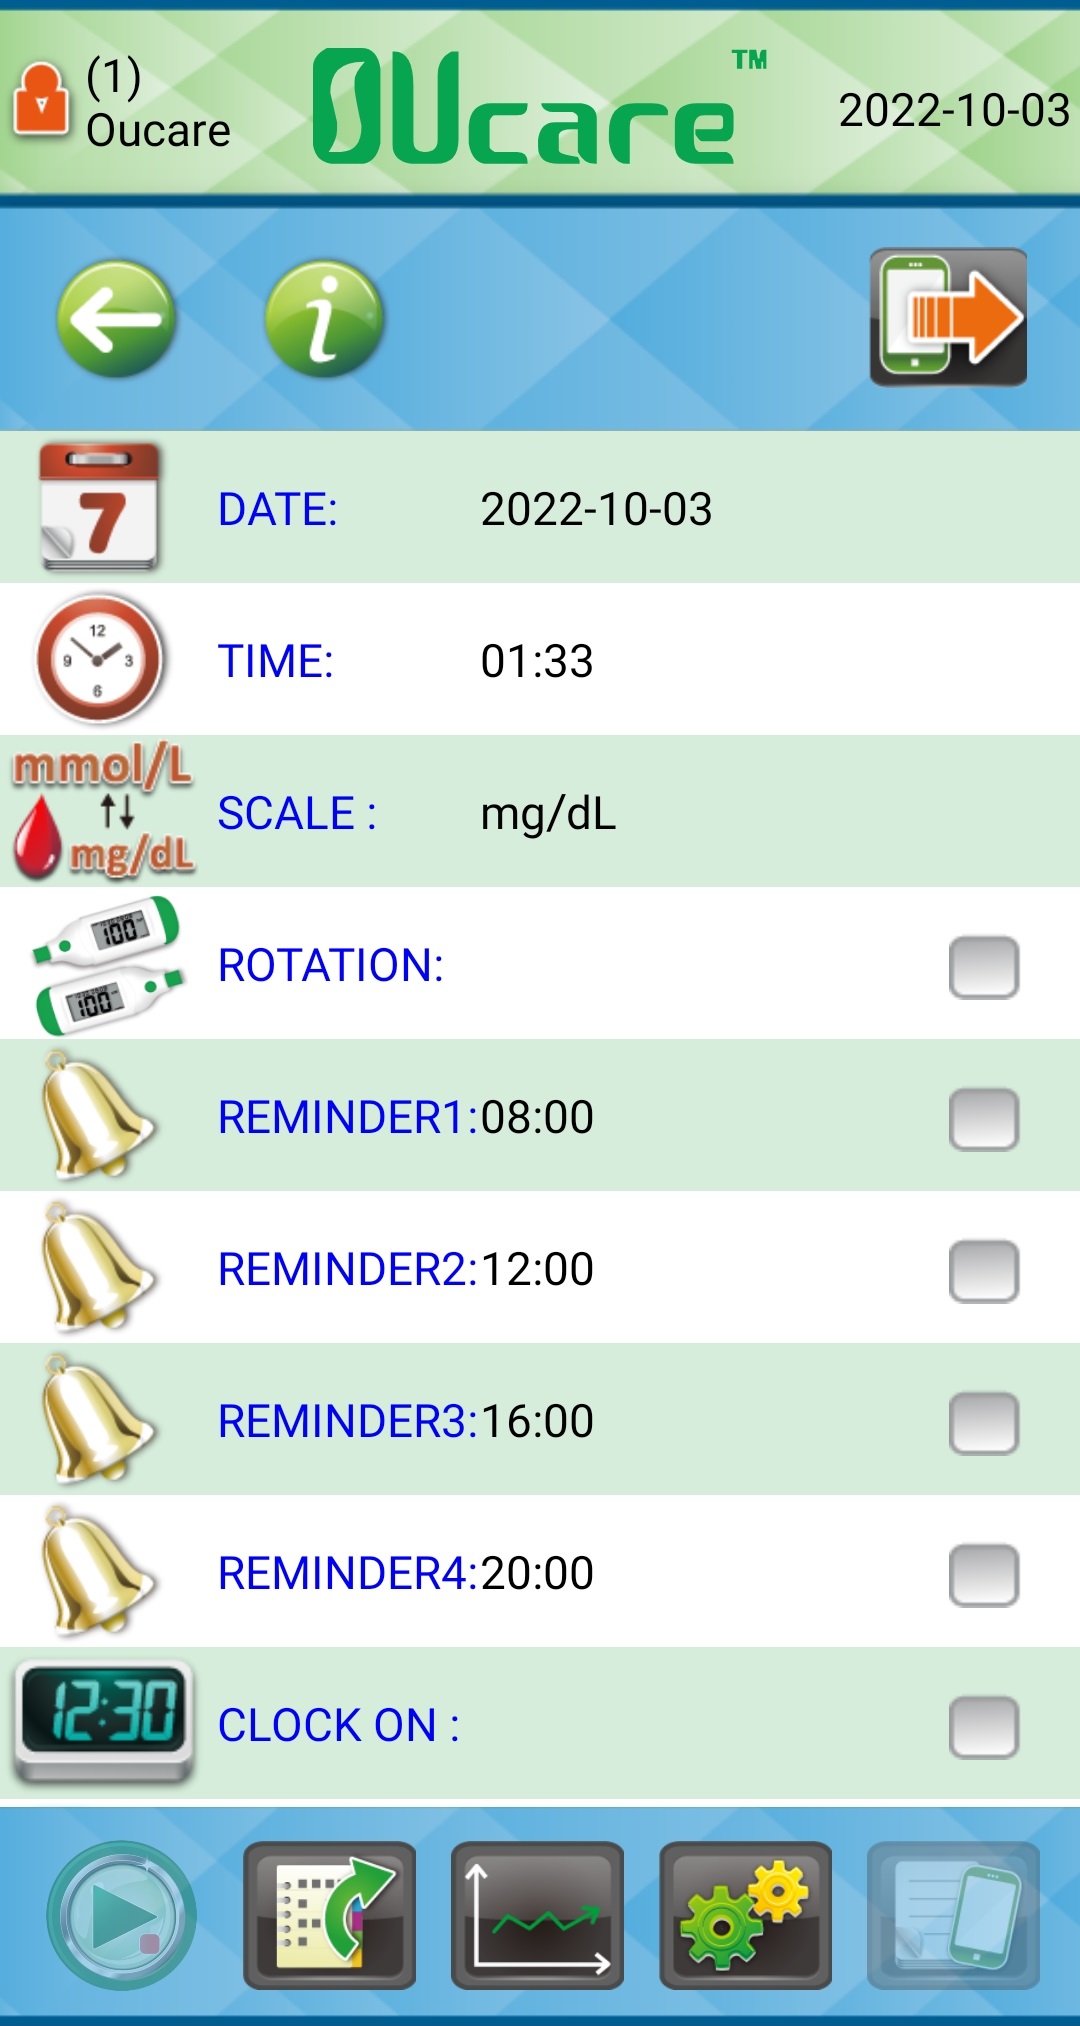 (1)
Oucare
OUcare™
2022-10-03
i
7
DATE: 2022-10-03
12
9 3
6
TIME: 01:33
mmol/L
mg/dL
SCALE : mg/dL
100
100
ROTATION:
REMINDER1:08:00
REMINDER2:12:00
REMINDER3:16:00
REMINDER4:20:00
12:30
CLOCK ON :